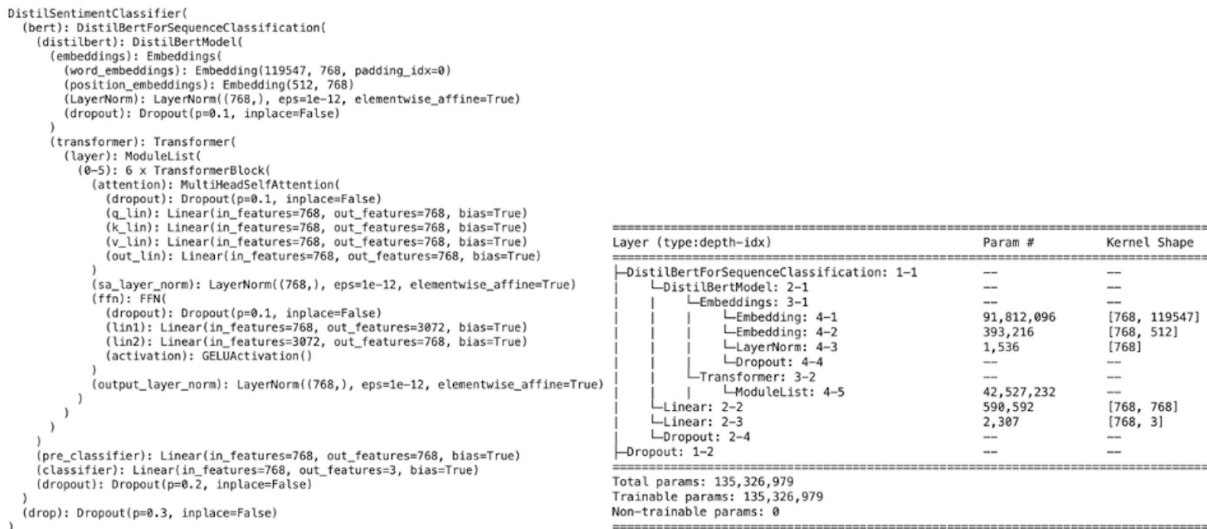 DistilSentimentClassifier(
  (bert): DistilBertForSequenceClassification(
    (distilbert): DistilBertModel(
      (embeddings): Embeddings(
        (word_embeddings): Embedding(119547, 768, padding_idx=0)
        (position_embeddings): Embedding(512, 768)
        (LayerNorm): LayerNorm((768,), eps=1e-12, elementwise_affine=True)
        (dropout): Dropout(p=0.1, inplace=False)
      )
      (transformer): Transformer(
        (layer): ModuleList(
          (0-5): 6 x TransformerBlock(
            (attention): MultiHeadSelfAttention(
              (dropout): Dropout(p=0.1, inplace=False)
              (q_lin): Linear(in_features=768, out_features=768, bias=True)
              (k_lin): Linear(in_features=768, out_features=768, bias=True)
              (v_lin): Linear(in_features=768, out_features=768, bias=True)
              (out_lin): Linear(in_features=768, out_features=768, bias=True)
            )
            (sa_layer_norm): LayerNorm((768,), eps=1e-12, elementwise_affine=True)
            (ffn): FFN(
              (dropout): Dropout(p=0.1, inplace=False)
              (lin1): Linear(in_features=768, out_features=3072, bias=True)
              (lin2): Linear(in_features=3072, out_features=768, bias=True)
              (activation): GELUActivation()
            )
            (output_layer_norm): LayerNorm((768,), eps=1e-12, elementwise_affine=True)
          )
        )
      )
    )
    (pre_classifier): Linear(in_features=768, out_features=768, bias=True)
    (classifier): Linear(in_features=768, out_features=3, bias=True)
    (dropout): Dropout(p=0.2, inplace=False)
  )
  (drop): Dropout(p=0.3, inplace=False)
)
==========================================================================================
Layer (type:depth-idx) Param # Kernel Shape
==========================================================================================
├─DistilBertForSequenceClassification: 1-1 -- --
│ └─DistilBertModel: 2-1 -- --
│ │ └─Embeddings: 3-1 -- --
│ │ │ └─Embedding: 4-1 91,812,096 [768, 119547]
│ │ │ └─Embedding: 4-2 393,216 [768, 512]
│ │ │ └─LayerNorm: 4-3 1,536 [768]
│ │ │ └─Dropout: 4-4 -- --
│ │ └─Transformer: 3-2 -- --
│ │ │ └─ModuleList: 4-5 42,527,232 --
│ └─Linear: 2-2 590,592 [768, 768]
│ └─Linear: 2-3 2,307 [768, 3]
│ └─Dropout: 2-4 -- --
├─Dropout: 1-2 -- --
==========================================================================================
Total params: 135,326,979
Trainable params: 135,326,979
Non-trainable params: 0
==========================================================================================